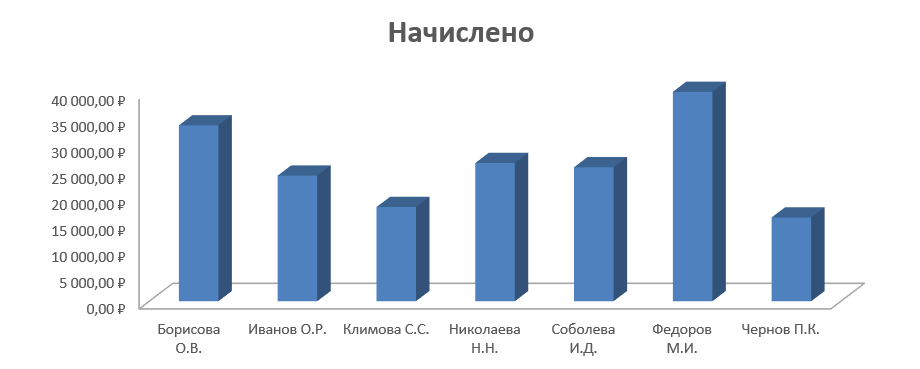 Начислено
40 000,00 ₽
35 000,00 ₽
30 000,00 ₽
25 000,00 ₽
20 000,00 ₽
15 000,00 ₽
10 000,00 ₽
5 000,00 ₽
0,00 ₽
Борисова
О.В.
Иванов О.Р.
Климова С.С.
Николаева
Н.Н.
Соболева
И.Д.
Федоров
М.И.
Чернов П.К.